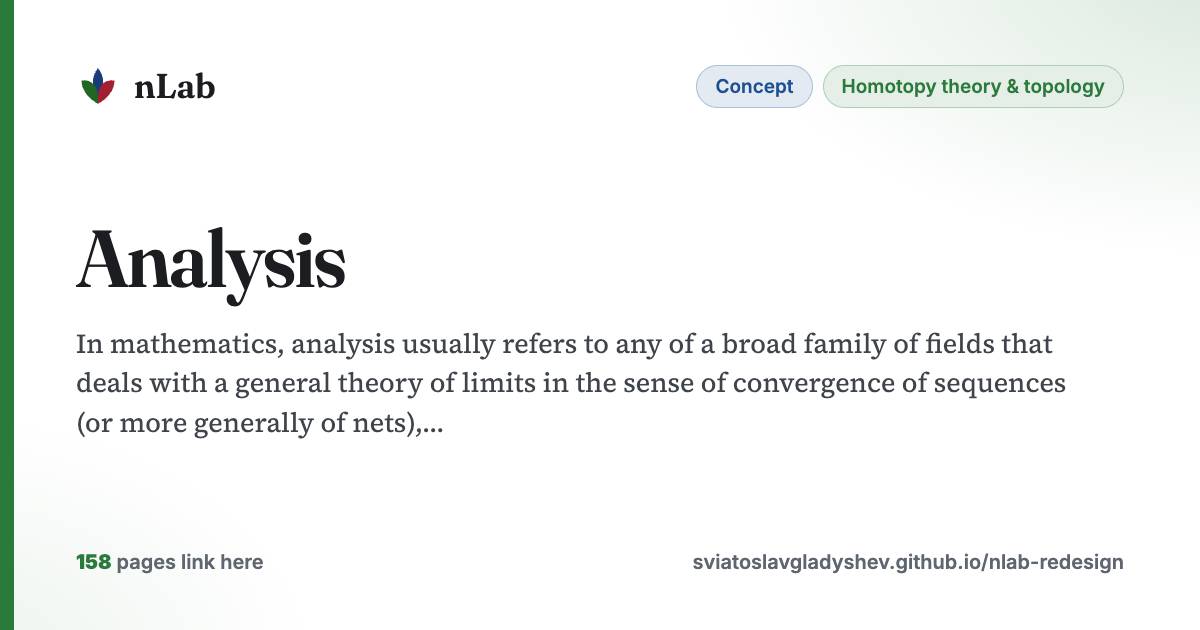 nLab
Concept
Homotopy theory & topology
Analysis
In mathematics, analysis usually refers to any of a broad family of fields that
deals with a general theory of limits in the sense of convergence of sequences
(or more generally of nets),...
158 pages link here
sviatoslavgladyshev.github.io/nlab-redesign